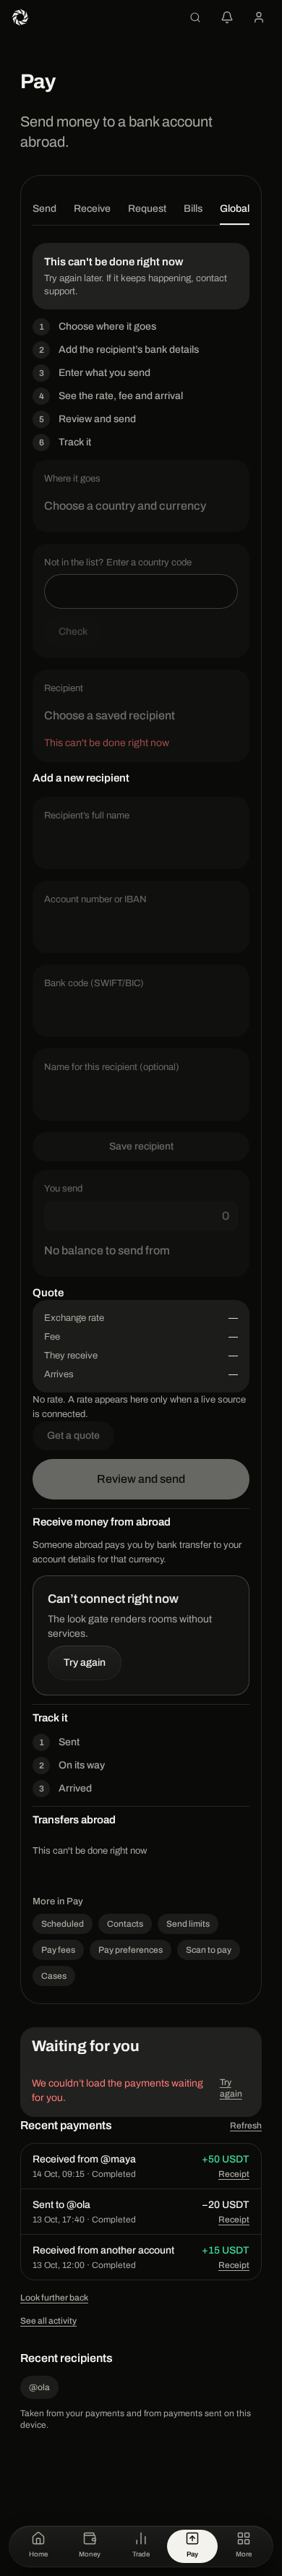 Pay
Send money to a bank account
abroad.
Send
Receive
Request
Bills
Global
This can't be done right now
Try again later. If it keeps happening, contact
support.
1 Choose where it goes
2 Add the recipient's bank details
3 Enter what you send
4 See the rate, fee and arrival
5 Review and send
6 Track it
Where it goes
Choose a country and currency
Not in the list? Enter a country code
Check
Recipient
Choose a saved recipient
This can't be done right now
Add a new recipient
Recipient's full name
Account number or IBAN
Bank code (SWIFT/BIC)
Name for this recipient (optional)
Save recipient
You send
0
No balance to send from
Quote
Exchange rate —
Fee —
They receive —
Arrives —
No rate. A rate appears here only when a live source
is connected.
Get a quote
Review and send
Receive money from abroad
Someone abroad pays you by bank transfer to your
account details for that currency.
Can't connect right now
The look gate renders rooms without
services.
Try again
Track it
1 Sent
2 On its way
3 Arrived
Transfers abroad
This can't be done right now
More in Pay
Scheduled
Contacts
Send limits
Pay fees
Pay preferences
Scan to pay
Cases
Waiting for you
We couldn't load the payments waiting
for you.
Try
again
Recent payments
Refresh
Received from @maya +50 USDT
14 Oct, 09:15 · Completed Receipt
Sent to @ola −20 USDT
13 Oct, 17:40 · Completed Receipt
Received from another account +15 USDT
13 Oct, 12:00 · Completed Receipt
Look further back
See all activity
Recent recipients
@ola
Taken from your payments and from payments sent on this
device.
Home
Money
Trade
Pay
More